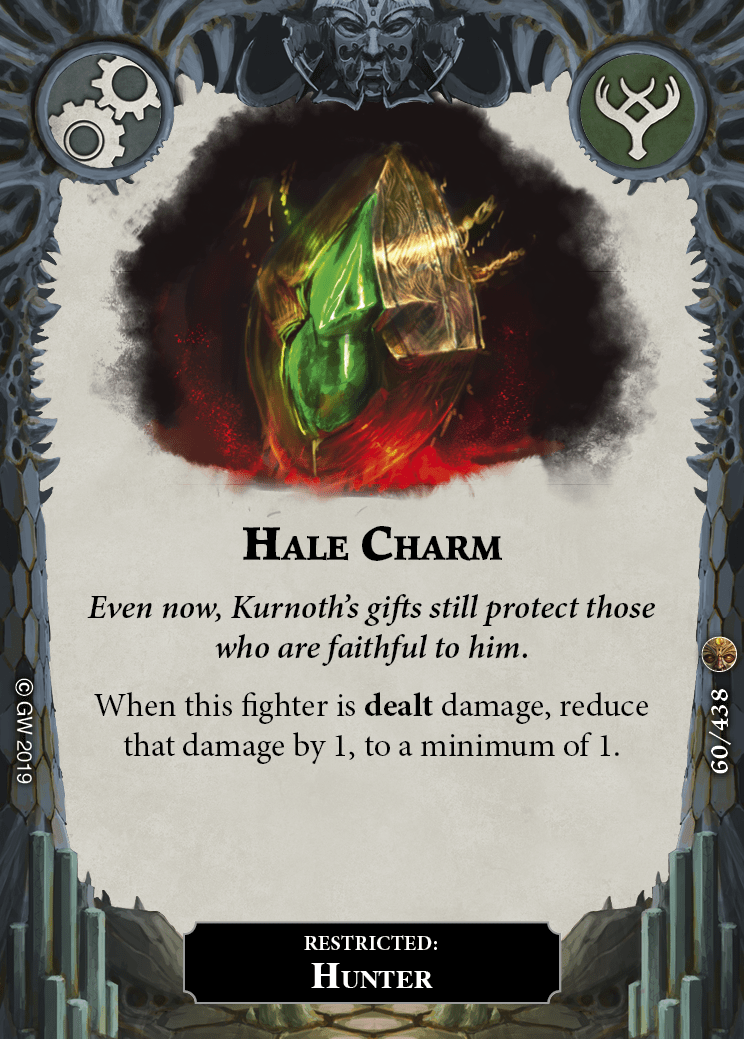 Hale Charm
Even now, Kurnoth's gifts still protect those
who are faithful to him.
When this fighter is dealt damage, reduce
that damage by 1, to a minimum of 1.
© GW 2019
60/438
RESTRICTED:
Hunter